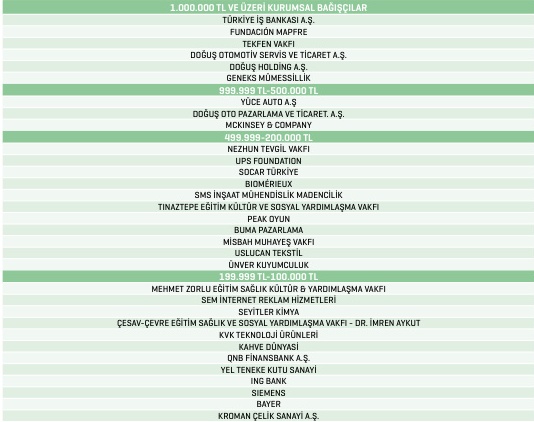 1.000.000 TL VE ÜZERİ KURUMSAL BAĞIŞÇILAR
TÜRKİYE İŞ BANKASI A.Ş.
FUNDACIÓN MAPFRE
TEKFEN VAKFI
DOĞUŞ OTOMOTİV SERVİS VE TİCARET A.Ş.
DOĞUŞ HOLDİNG A.Ş.
GENEKS MÜMESSİLLİK
999.999 TL-500.000 TL
YÜCE AUTO A.Ş
DOĞUŞ OTO PAZARLAMA VE TİCARET. A.Ş.
MCKINSEY & COMPANY
499.999-200.000 TL
NEZHUN TEVGİL VAKFI
UPS FOUNDATION
SOCAR TÜRKİYE
BIOMÉRIEUX
SMS İNŞAAT MÜHENDİSLİK MADENCİLİK
TINAZTEPE EĞİTİM KÜLTÜR VE SOSYAL YARDIMLAŞMA VAKFI
PEAK OYUN
BUMA PAZARLAMA
MİSBAH MUHAYEŞ VAKFI
USLUCAN TEKSTİL
ÜNVER KUYUMCULUK
199.999 TL-100.000 TL
MEHMET ZORLU EĞİTİM SAĞLIK KÜLTÜR & YARDIMLAŞMA VAKFI
SEM İNTERNET REKLAM HİZMETLERİ
SEYİTLER KİMYA
ÇESAV-ÇEVRE EĞİTİM SAĞLIK VE SOSYAL YARDIMLAŞMA VAKFI - DR. İMREN AYKUT
KVK TEKNOLOJİ ÜRÜNLERİ
KAHVE DÜNYASI
QNB FİNANSBANK A.Ş.
YEL TENEKE KUTU SANAYİ
ING BANK
SIEMENS
BAYER
KROMAN ÇELİK SANAYİ A.Ş.